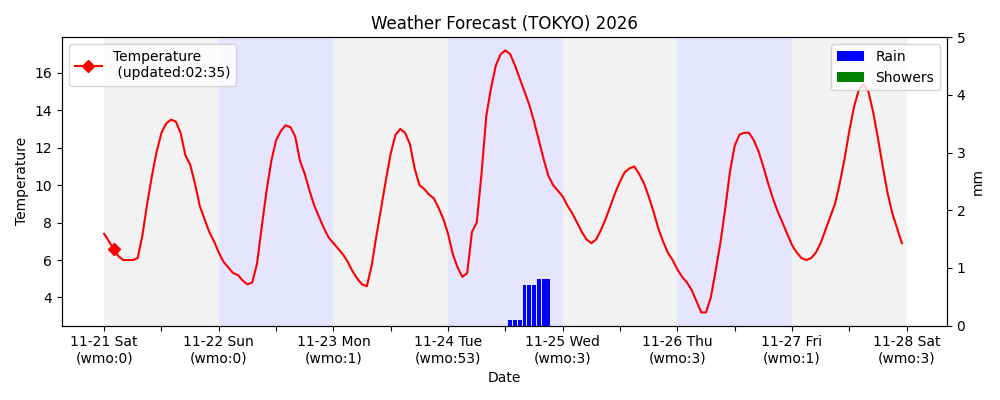 Weather Forecast (TOKYO) 2026
Temperature
(updated:02:35)
Rain
Showers
Temperature
16
14
12
10
8
6
4
5
4
3
2
1
0
mm
11-21 Sat
(wmo:0)
11-22 Sun
(wmo:0)
11-23 Mon
(wmo:1)
11-24 Tue
(wmo:53)
11-25 Wed
(wmo:3)
11-26 Thu
(wmo:3)
11-27 Fri
(wmo:1)
11-28 Sat
(wmo:3)
Date